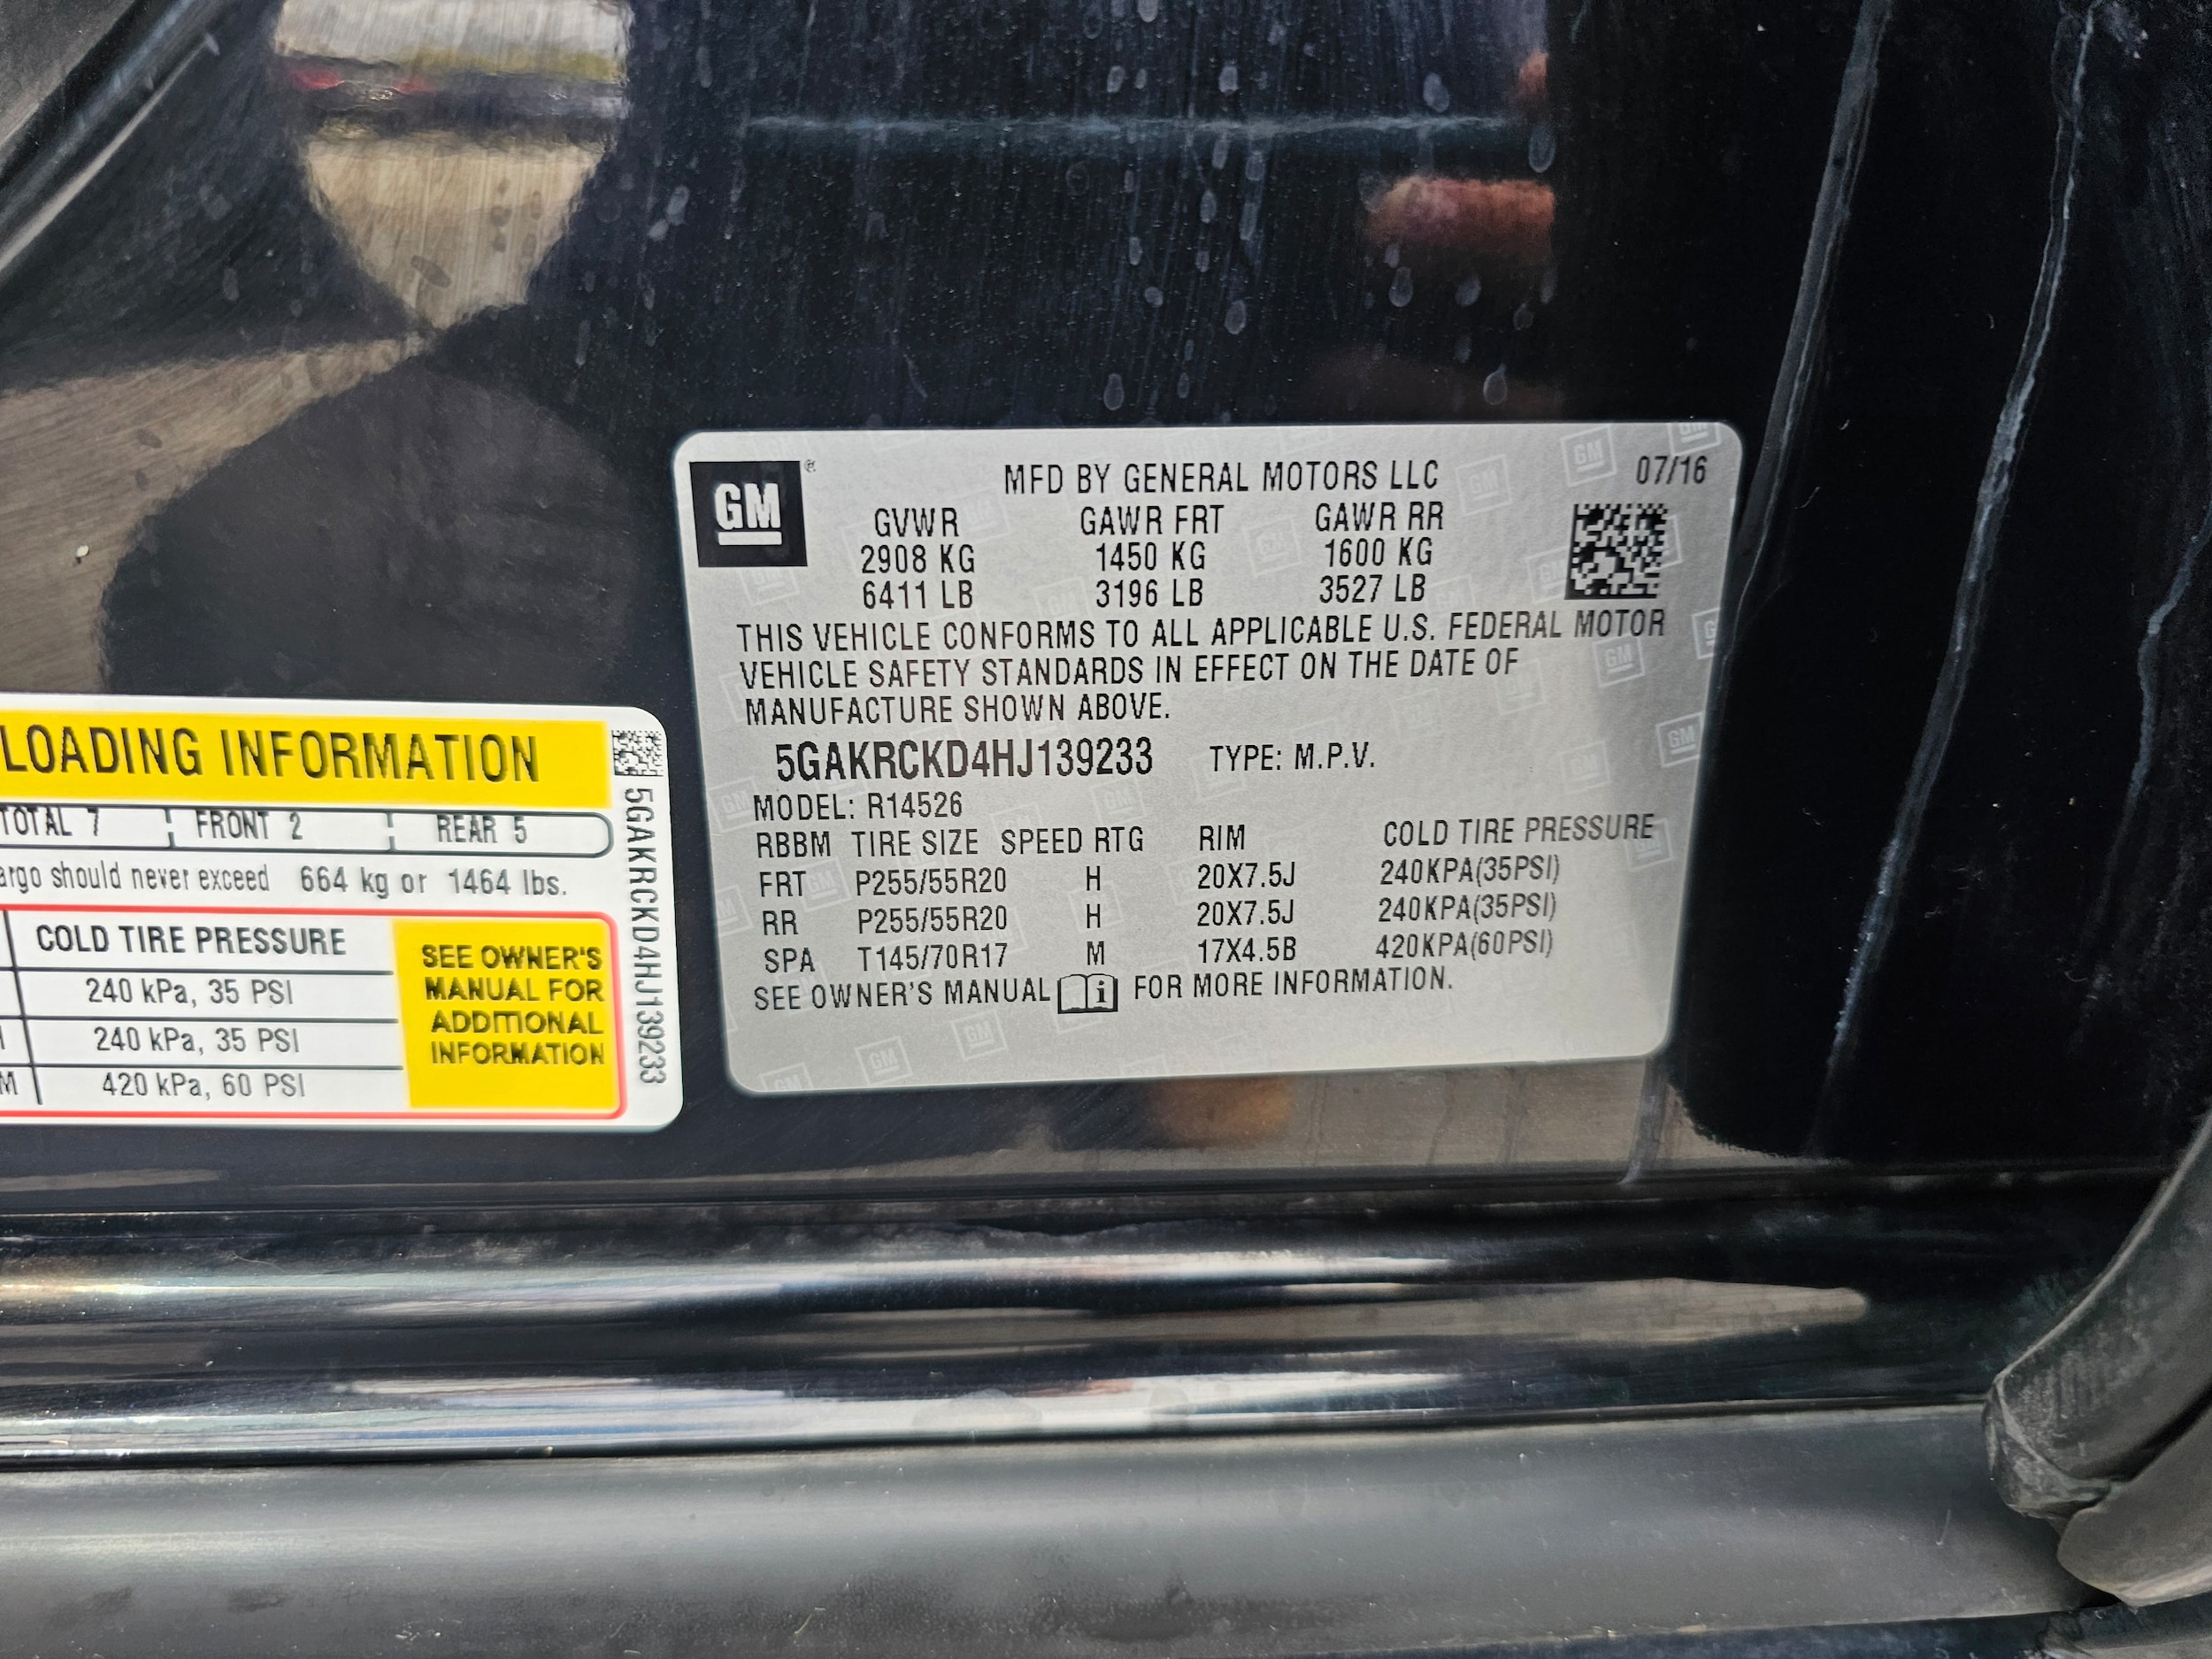 GM
®
MFD BY GENERAL MOTORS LLC 07/16
GVWR GAWR FRT GAWR RR
2908 KG 1450 KG 1600 KG
6411 LB 3196 LB 3527 LB
THIS VEHICLE CONFORMS TO ALL APPLICABLE U.S. FEDERAL MOTOR
VEHICLE SAFETY STANDARDS IN EFFECT ON THE DATE OF
MANUFACTURE SHOWN ABOVE.
5GAKRCKD4HJ139233 TYPE: M.P.V.
MODEL: R14526
RBBM TIRE SIZE SPEED RTG RIM COLD TIRE PRESSURE
FRT P255/55R20 H 20X7.5J 240KPA(35PSI)
RR P255/55R20 H 20X7.5J 240KPA(35PSI)
SPA T145/70R17 M 17X4.5B 420KPA(60PSI)
SEE OWNER'S MANUAL i FOR MORE INFORMATION.
LOADING INFORMATION
TOTAL 7 FRONT 2 REAR 5
argo should never exceed 664 kg or 1464 lbs.
COLD TIRE PRESSURE
240 kPa, 35 PSI
240 kPa, 35 PSI
M 420 kPa, 60 PSI
SEE OWNER'S
MANUAL FOR
ADDITIONAL
INFORMATION
5GAKRCKD4HJ139233